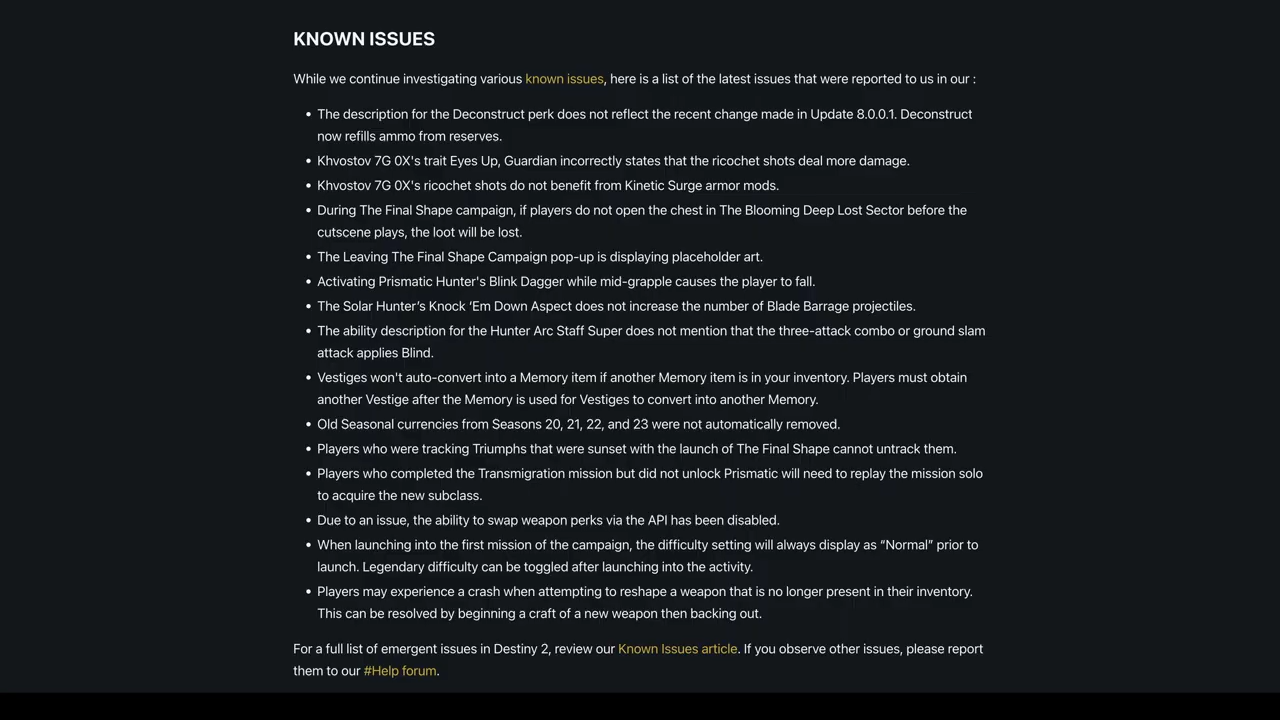 KNOWN ISSUES
While we continue investigating various known issues, here is a list of the latest issues that were reported to us in our :
• The description for the Deconstruct perk does not reflect the recent change made in Update 8.0.0.1. Deconstruct
now refills ammo from reserves.
• Khvostov 7G 0X's trait Eyes Up, Guardian incorrectly states that the ricochet shots deal more damage.
• Khvostov 7G 0X's ricochet shots do not benefit from Kinetic Surge armor mods.
• During The Final Shape campaign, if players do not open the chest in The Blooming Deep Lost Sector before the
cutscene plays, the loot will be lost.
• The Leaving The Final Shape Campaign pop-up is displaying placeholder art.
• Activating Prismatic Hunter's Blink Dagger while mid-grapple causes the player to fall.
• The Solar Hunter’s Knock ‘Em Down Aspect does not increase the number of Blade Barrage projectiles.
• The ability description for the Hunter Arc Staff Super does not mention that the three-attack combo or ground slam
attack applies Blind.
• Vestiges won't auto-convert into a Memory item if another Memory item is in your inventory. Players must obtain
another Vestige after the Memory is used for Vestiges to convert into another Memory.
• Old Seasonal currencies from Seasons 20, 21, 22, and 23 were not automatically removed.
• Players who were tracking Triumphs that were sunset with the launch of The Final Shape cannot untrack them.
• Players who completed the Transmigration mission but did not unlock Prismatic will need to replay the mission solo
to acquire the new subclass.
• Due to an issue, the ability to swap weapon perks via the API has been disabled.
• When launching into the first mission of the campaign, the difficulty setting will always display as “Normal” prior to
launch. Legendary difficulty can be toggled after launching into the activity.
• Players may experience a crash when attempting to reshape a weapon that is no longer present in their inventory.
This can be resolved by beginning a craft of a new weapon then backing out.
For a full list of emergent issues in Destiny 2, review our Known Issues article. If you observe other issues, please report
them to our #Help forum.